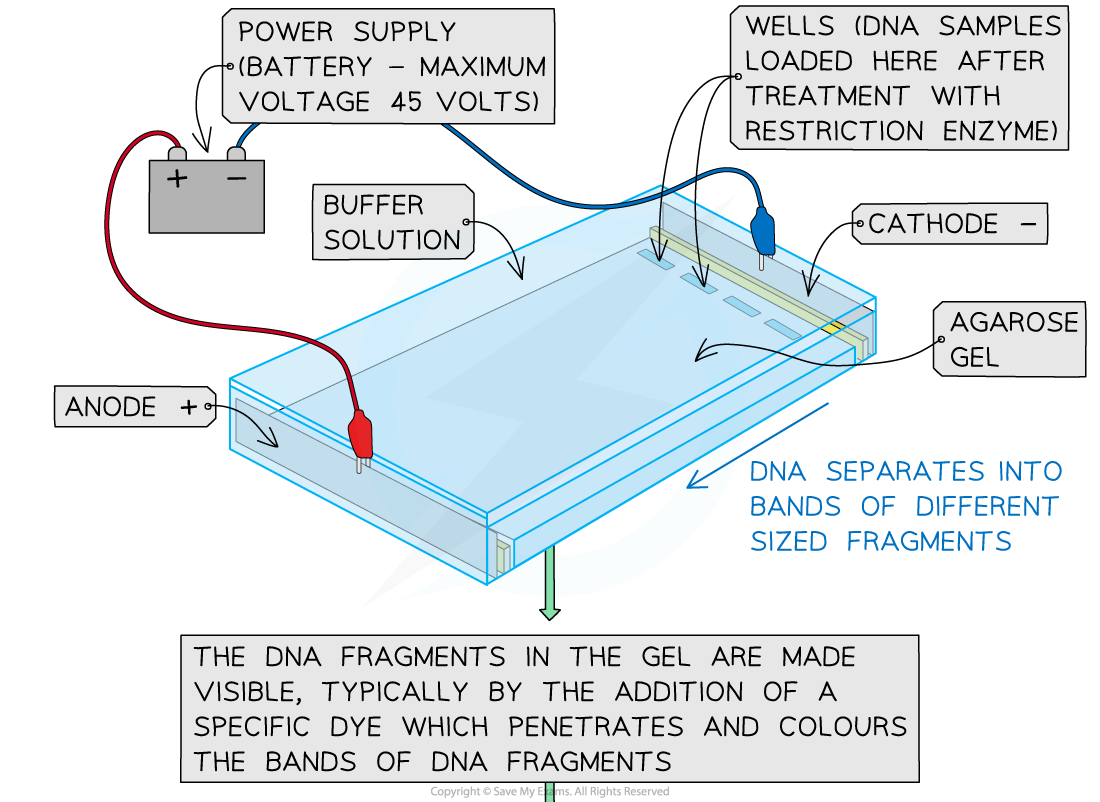 POWER SUPPLY
(BATTERY – MAXIMUM
VOLTAGE 45 VOLTS)
WELLS (DNA SAMPLES
LOADED HERE AFTER
TREATMENT WITH
RESTRICTION ENZYME)
+ –
BUFFER
SOLUTION
CATHODE –
AGAROSE
GEL
ANODE +
DNA SEPARATES INTO
BANDS OF DIFFERENT
SIZED FRAGMENTS
THE DNA FRAGMENTS IN THE GEL ARE MADE
VISIBLE, TYPICALLY BY THE ADDITION OF A
SPECIFIC DYE WHICH PENETRATES AND COLOURS
THE BANDS OF DNA FRAGMENTS
Copyright © Save My Exams. All Rights Reserved